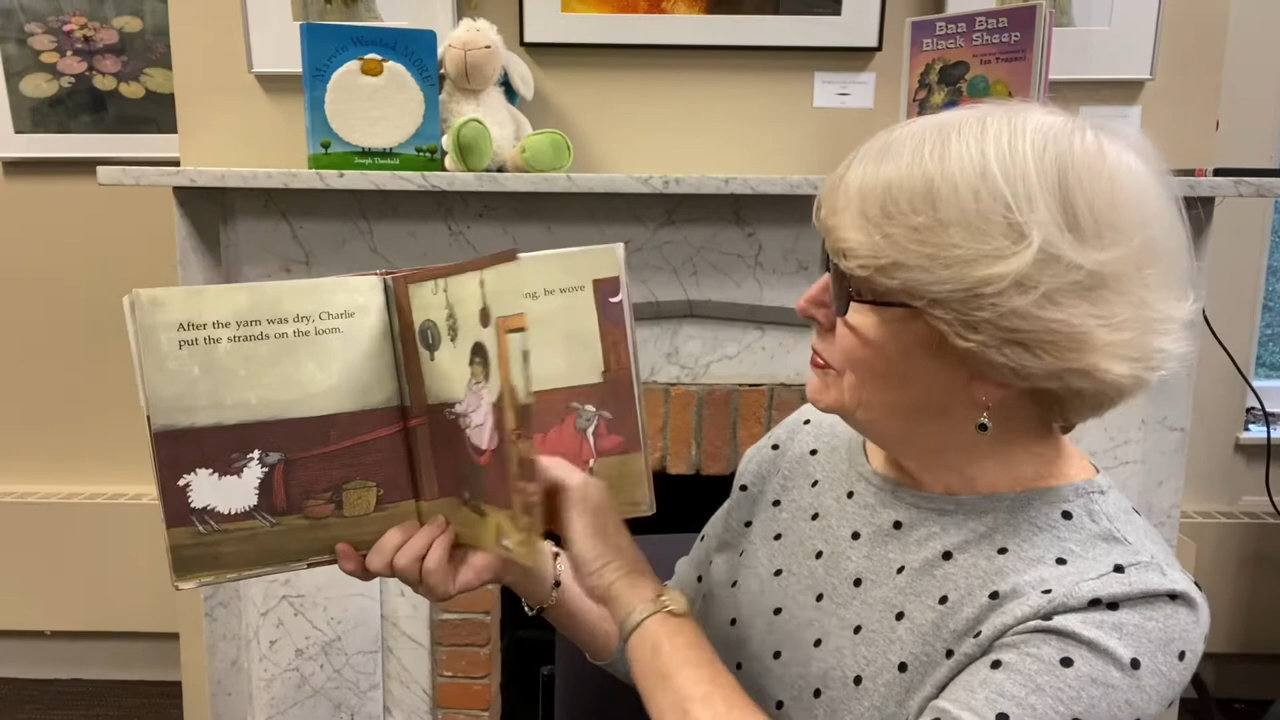 Marvin Wanted MORE!
Joseph Theobald
Baa Baa
Black Sheep
Iza Trapani
After the yarn was dry, Charlie
put the strands on the loom.
ng, he wove